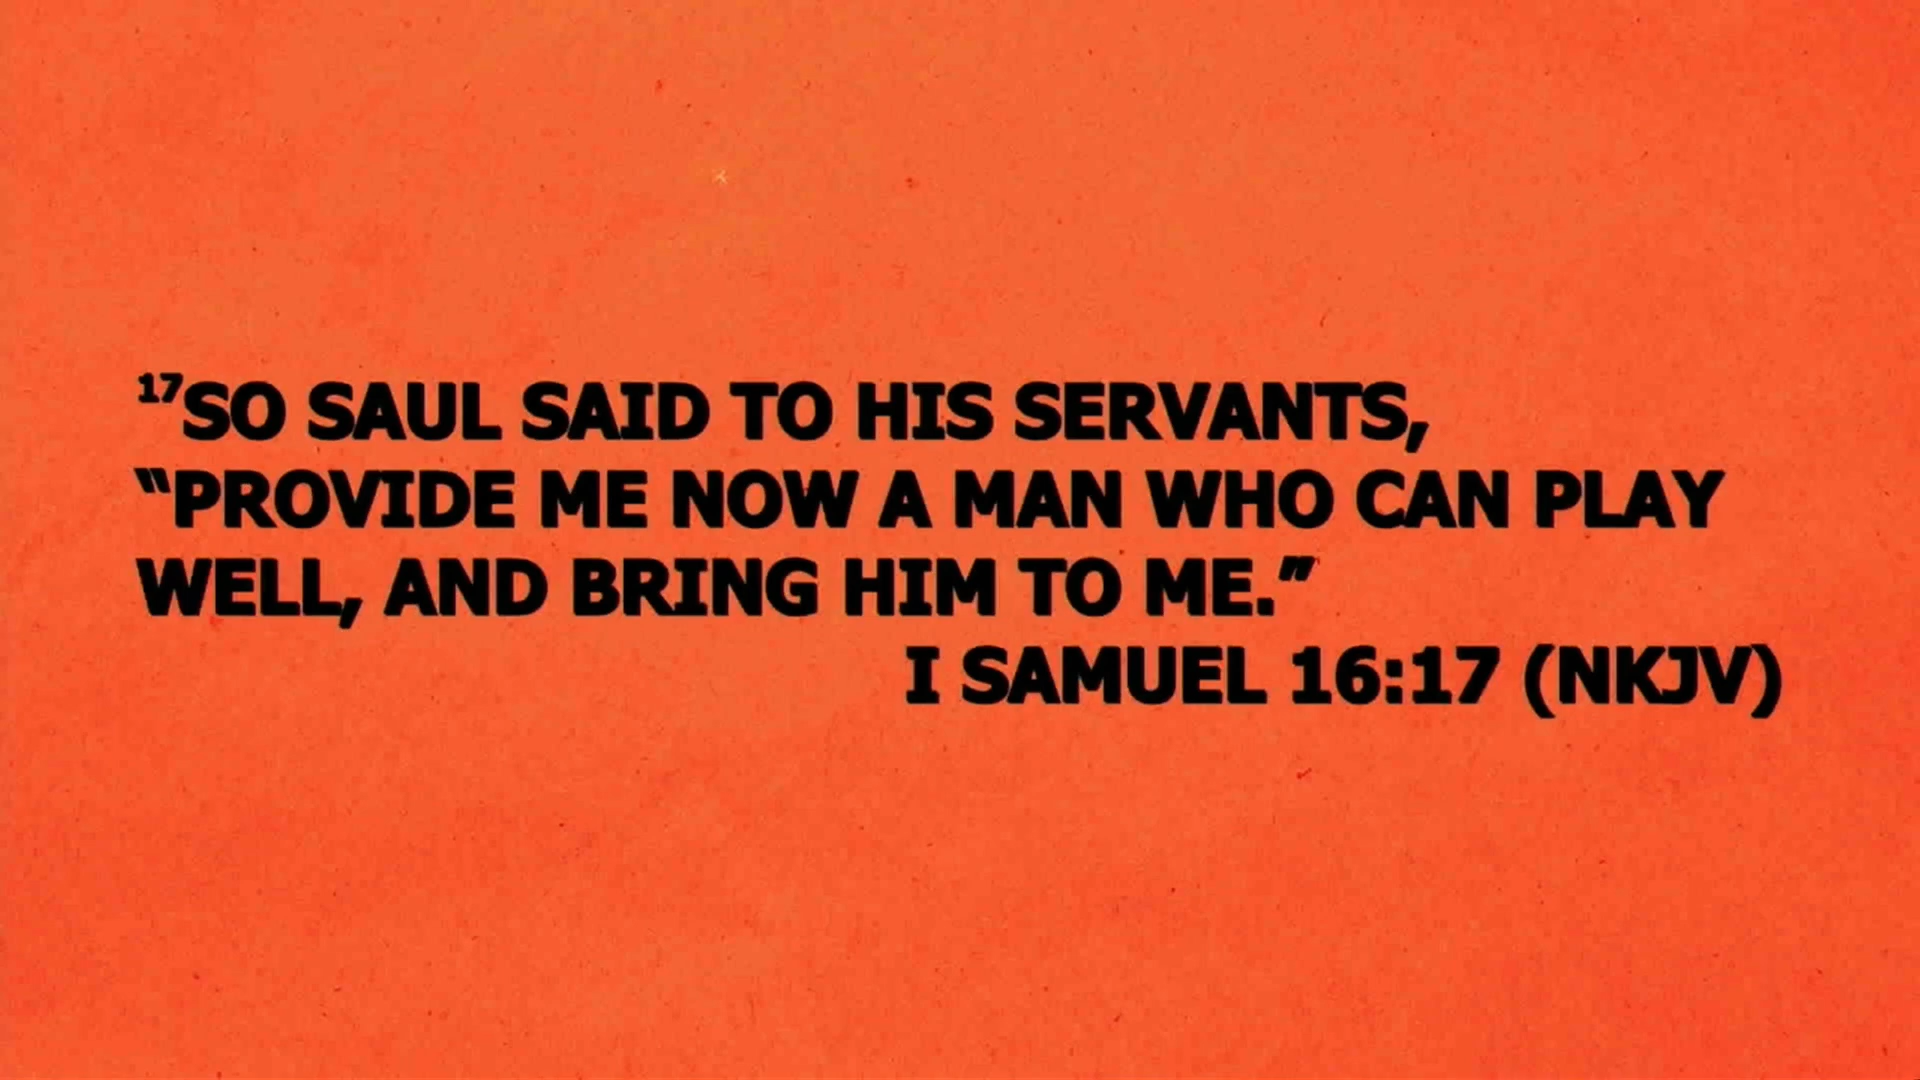 ¹⁷SO SAUL SAID TO HIS SERVANTS,
“PROVIDE ME NOW A MAN WHO CAN PLAY
WELL, AND BRING HIM TO ME.”
I SAMUEL 16:17 (NKJV)